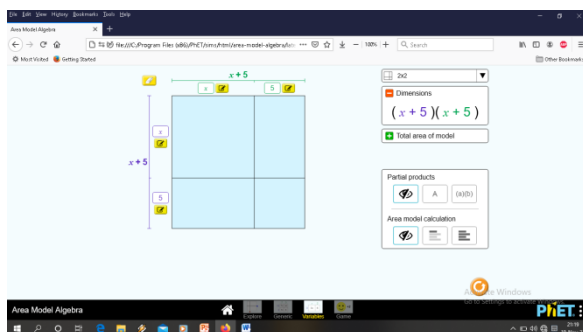 File Edit View History Bookmarks Tools Help
Area Model Algebra
file:///C:/Program Files (x86)/PhET/sims/html/area-model-algebra/lat
100%
Search
Most Visited
Getting Started
Other Bookmarks
x + 5
x
5
x + 5
x
5
2x2
Dimensions
( x + 5 )( x + 5 )
Total area of model
Partial products
A
(a)(b)
Area model calculation
Activate Windows
Go to Settings to activate Windows.
Area Model Algebra
Explore
Generic
Variables
Game
PhET